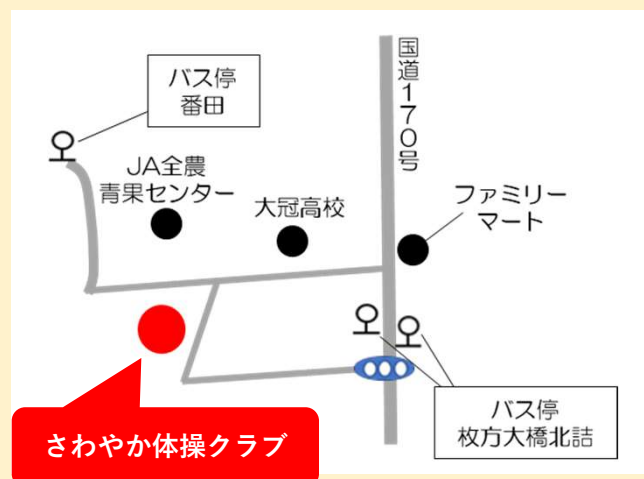 バス停
番田
国道170号
JA全農
青果センター
大冠高校
ファミリー
マート
さわやか体操クラブ
バス停
枚方大橋北詰